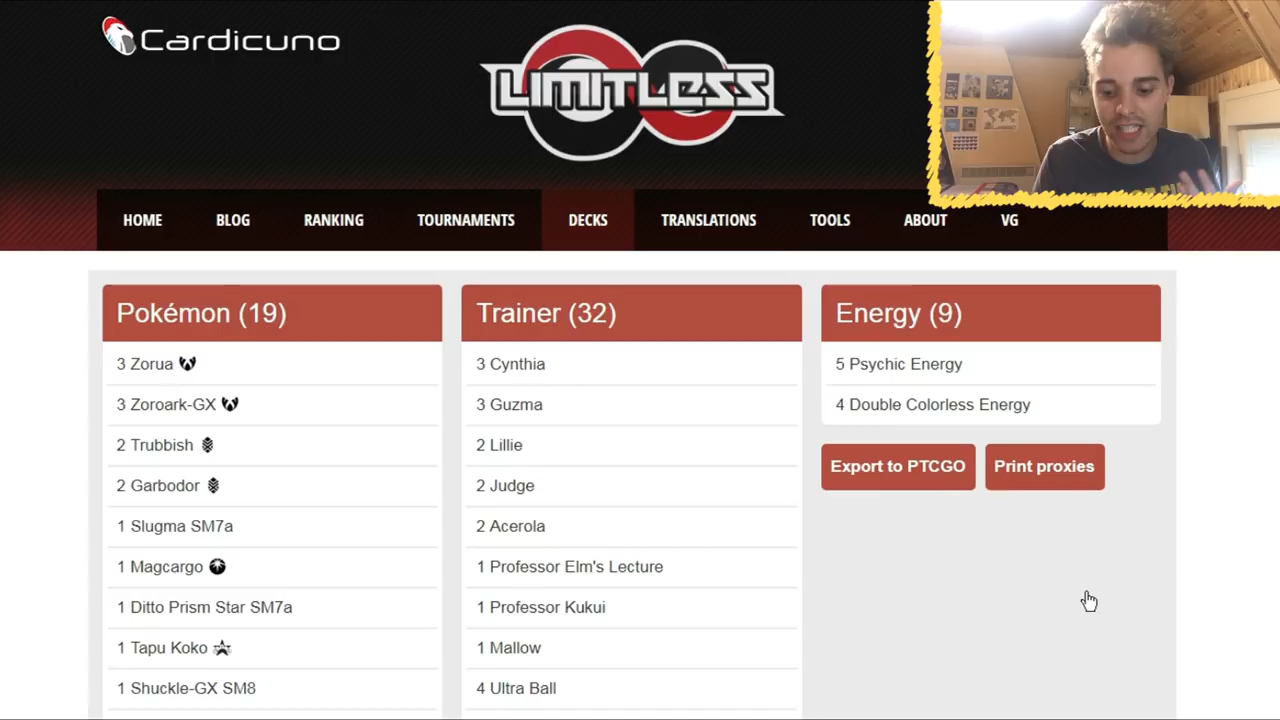 Cardicuno
LIMITLESS
HOME BLOG RANKING TOURNAMENTS DECKS TRANSLATIONS TOOLS ABOUT VG
Pokémon (19)
3 Zorua
3 Zoroark-GX
2 Trubbish
2 Garbodor
1 Slugma SM7a
1 Magcargo
1 Ditto Prism Star SM7a
1 Tapu Koko
1 Shuckle-GX SM8
Trainer (32)
3 Cynthia
3 Guzma
2 Lillie
2 Judge
2 Acerola
1 Professor Elm's Lecture
1 Professor Kukui
1 Mallow
4 Ultra Ball
Energy (9)
5 Psychic Energy
4 Double Colorless Energy
Export to PTCGO
Print proxies